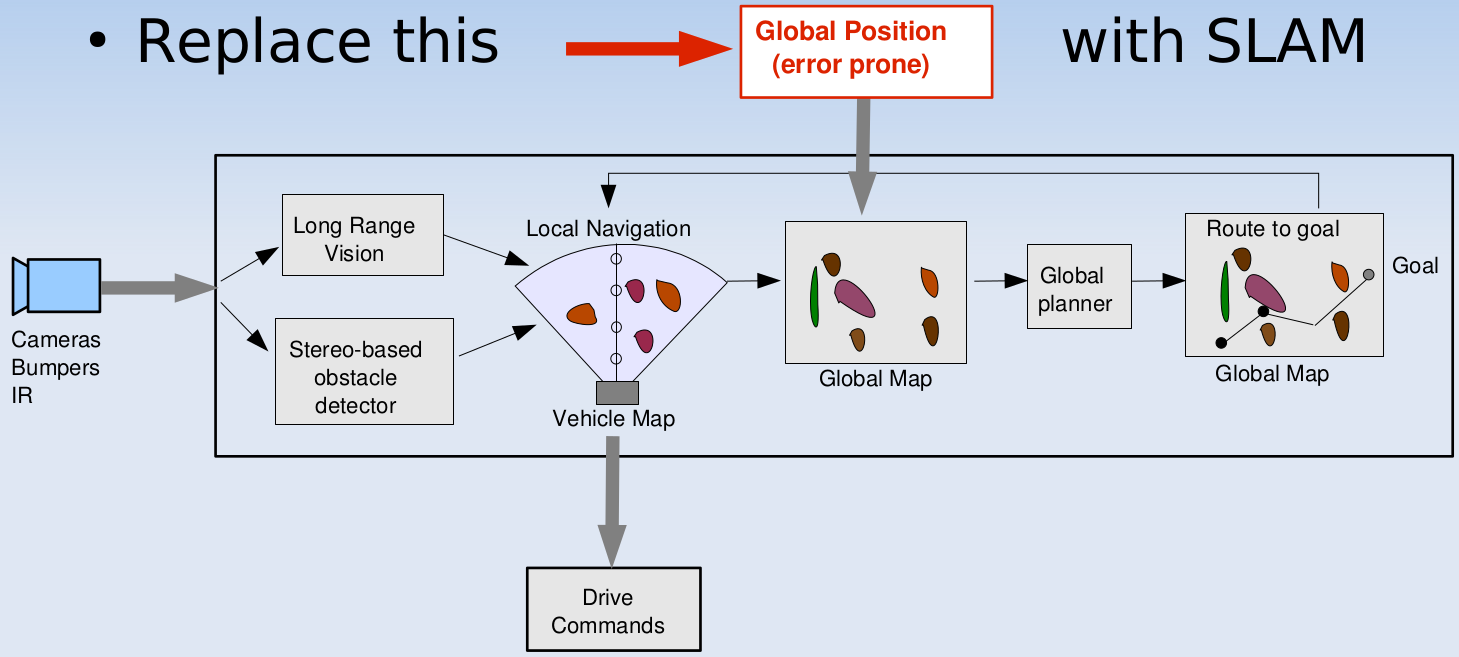 • Replace this
Global Position
(error prone)
with SLAM
Cameras
Bumpers
IR
Long Range
Vision
Stereo-based
obstacle
detector
Local Navigation
Vehicle Map
Global Map
Global
planner
Route to goal
Goal
Global Map
Drive
Commands